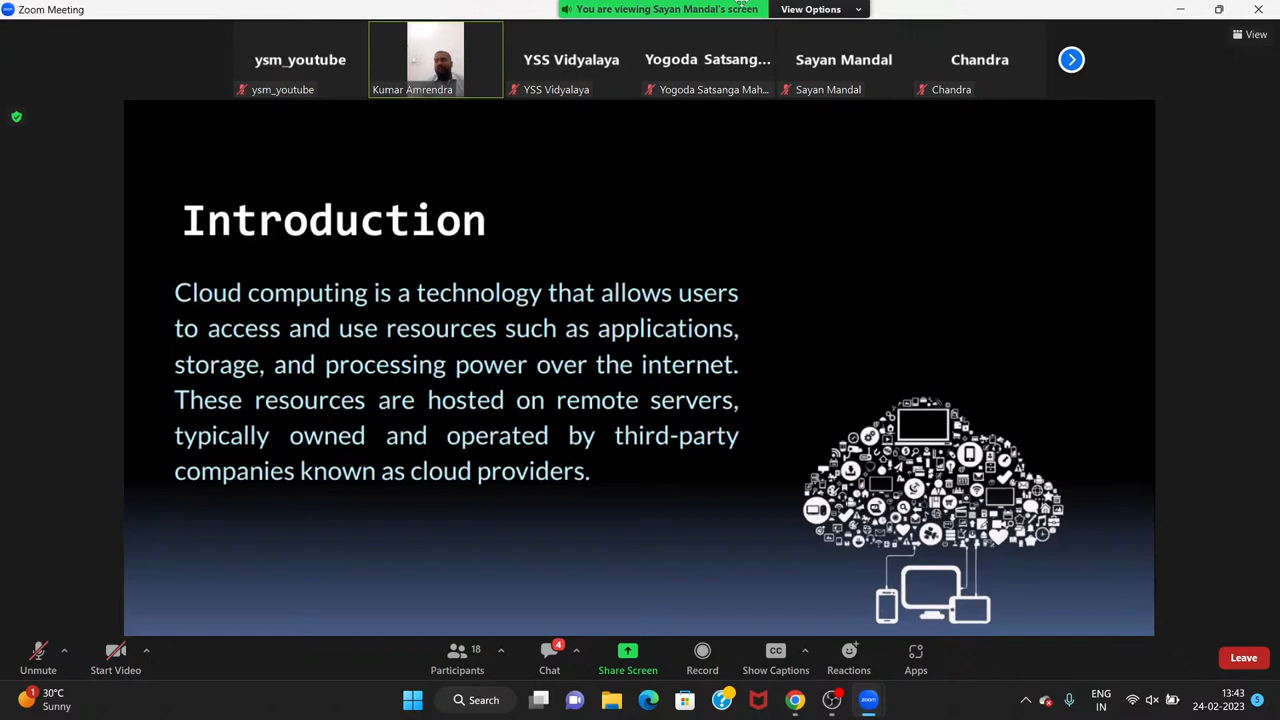 Zoom Meeting
You are viewing Sayan Mandal's screen
View Options
View
ysm_youtube
YSS Vidyalaya
Yogoda Satsang...
Sayan Mandal
Chandra
ysm_youtube
Kumar Amrendra
YSS Vidyalaya
Yogoda Satsanga Mah...
Sayan Mandal
Chandra
Introduction
Cloud computing is a technology that allows users
to access and use resources such as applications,
storage, and processing power over the internet.
These resources are hosted on remote servers,
typically owned and operated by third-party
companies known as cloud providers.
Unmute
Start Video
18
Participants
4
Chat
Share Screen
Record
CC
Show Captions
Reactions
Apps
Leave
1
30°C
Sunny
Search
zoom
ENG
IN
13:43
24-02-2023
5